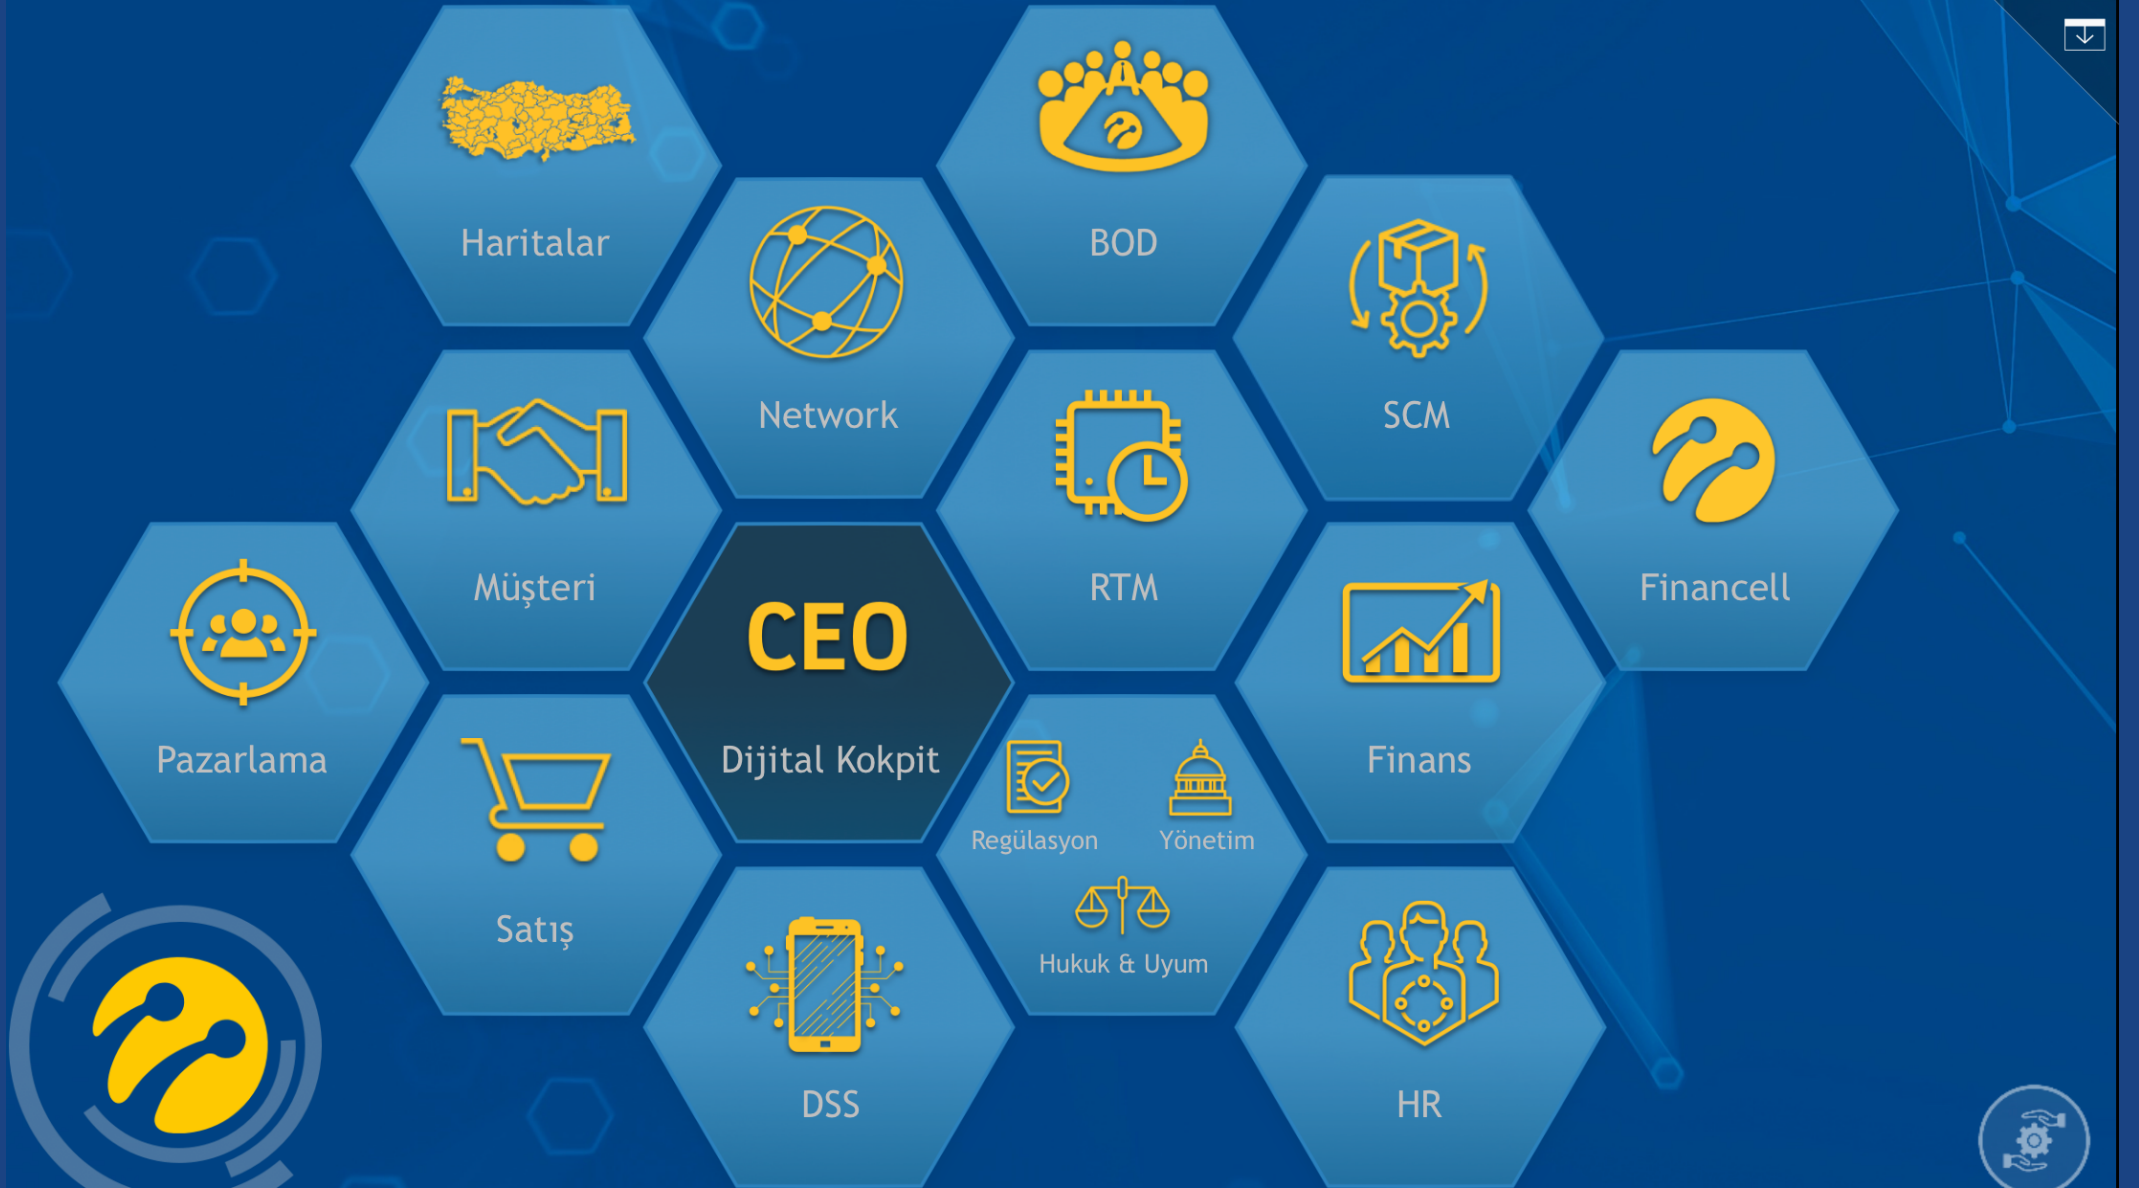 Haritalar
BOD
Network
SCM
Müşteri
RTM
Financell
Pazarlama
CEO
Dijital Kokpit
Finans
Satış
Regülasyon
Yönetim
Hukuk & Uyum
DSS
HR